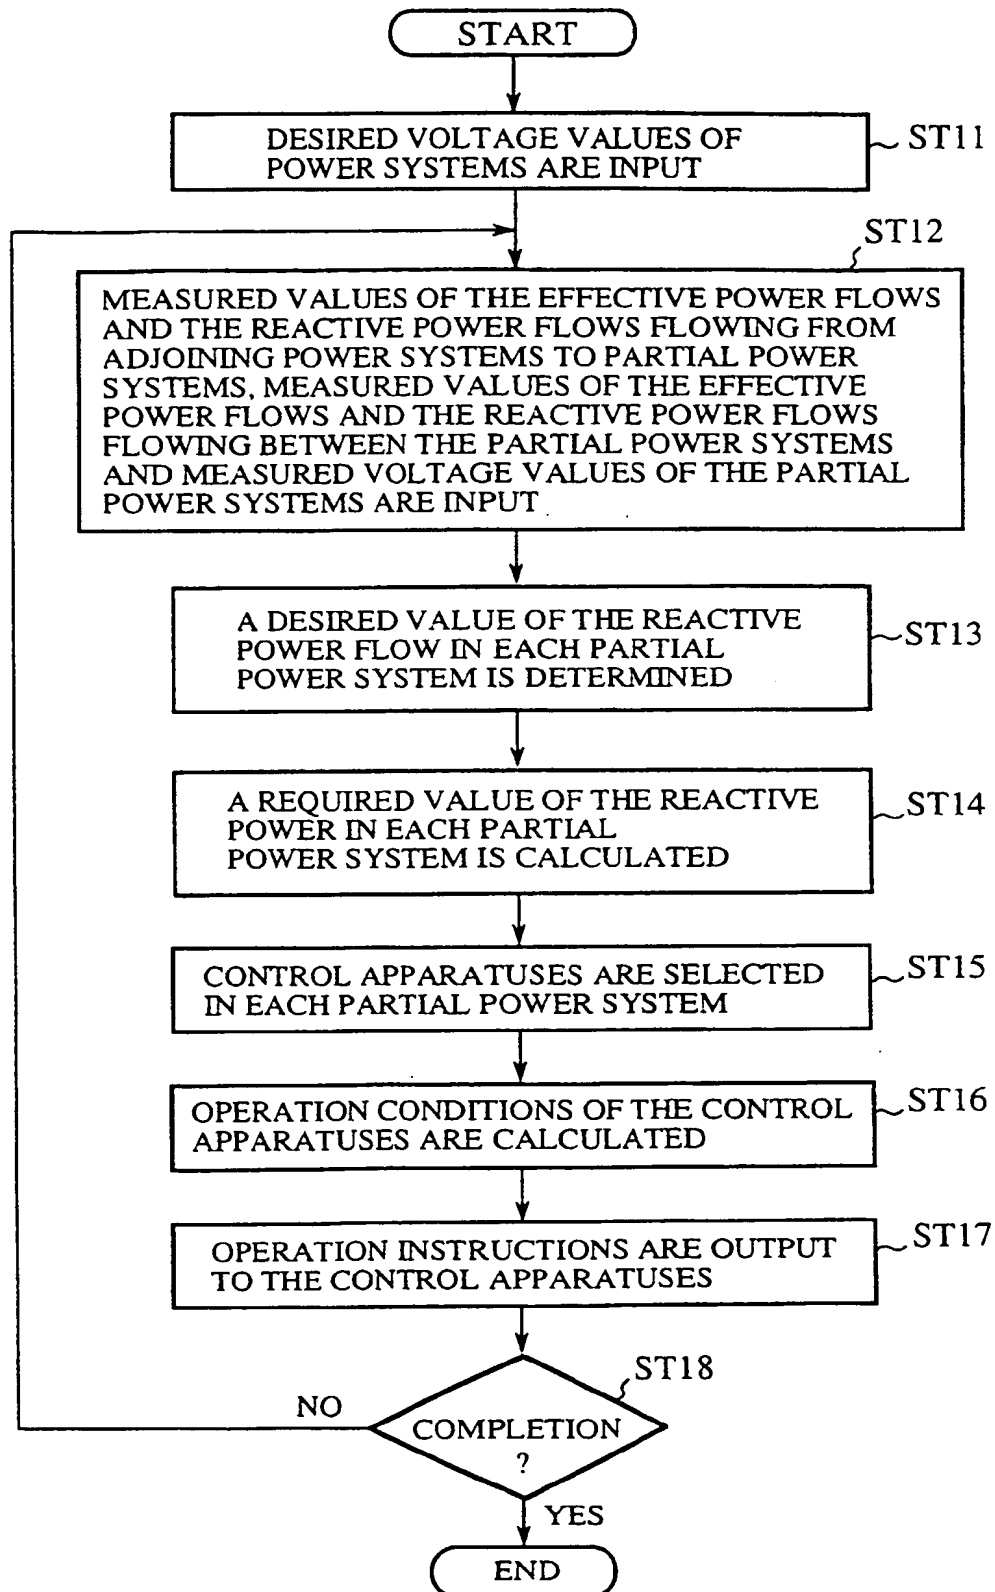 START
DESIRED VOLTAGE VALUES OF
POWER SYSTEMS ARE INPUT
ST11
ST12
MEASURED VALUES OF THE EFFECTIVE POWER FLOWS
AND THE REACTIVE POWER FLOWS FLOWING FROM
ADJOINING POWER SYSTEMS TO PARTIAL POWER
SYSTEMS, MEASURED VALUES OF THE EFFECTIVE
POWER FLOWS AND THE REACTIVE POWER FLOWS
FLOWING BETWEEN THE PARTIAL POWER SYSTEMS
AND MEASURED VOLTAGE VALUES OF THE PARTIAL
POWER SYSTEMS ARE INPUT
A DESIRED VALUE OF THE REACTIVE
POWER FLOW IN EACH PARTIAL
POWER SYSTEM IS DETERMINED
ST13
A REQUIRED VALUE OF THE REACTIVE
POWER IN EACH PARTIAL
POWER SYSTEM IS CALCULATED
ST14
CONTROL APPARATUSES ARE SELECTED
IN EACH PARTIAL POWER SYSTEM
ST15
OPERATION CONDITIONS OF THE CONTROL
APPARATUSES ARE CALCULATED
ST16
OPERATION INSTRUCTIONS ARE OUTPUT
TO THE CONTROL APPARATUSES
ST17
ST18
NO
COMPLETION
?
YES
END